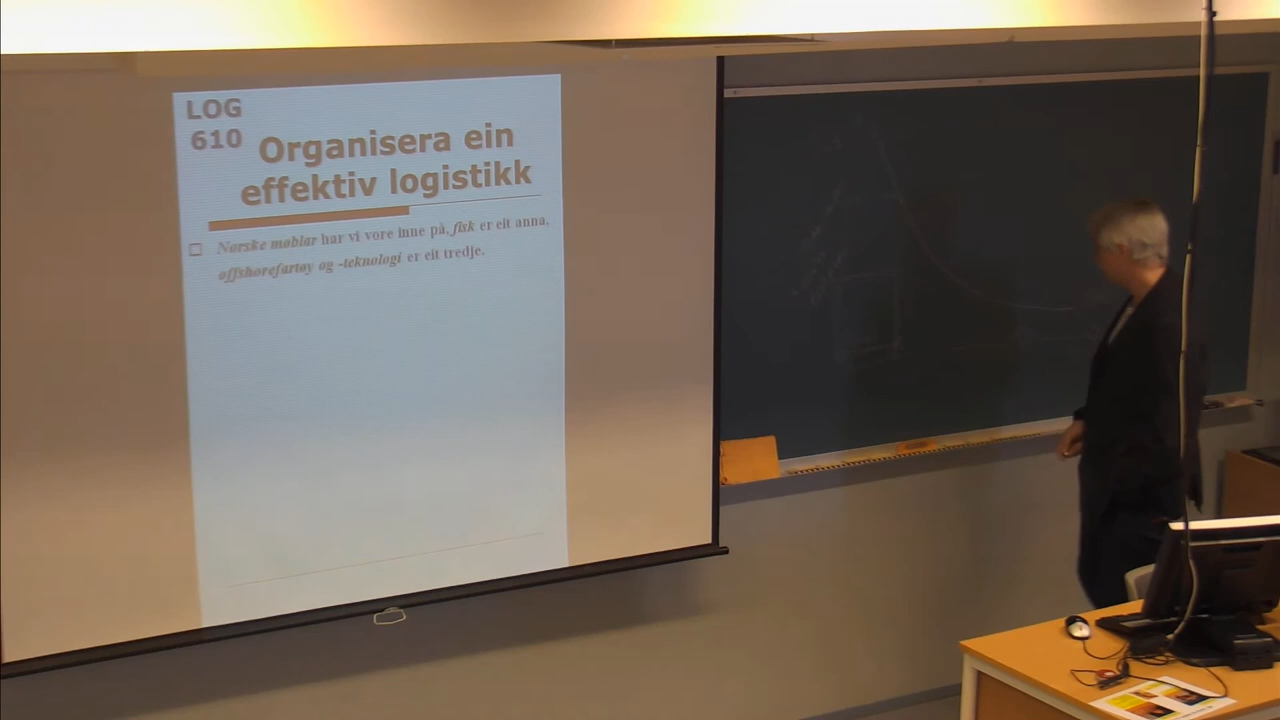 LOG
610
Organisera ein
effektiv logistikk
Norske møblar har vi vore inne på, fisk er eit anna,
offshorefartøy og -teknologi er eit tredje.